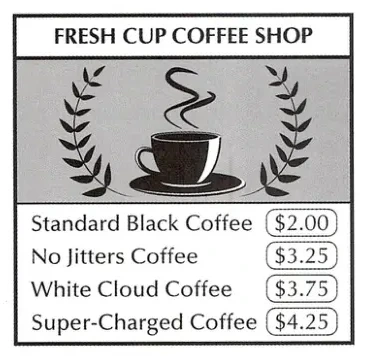 FRESH CUP COFFEE SHOP
Standard Black Coffee $2.00
No Jitters Coffee $3.25
White Cloud Coffee $3.75
Super-Charged Coffee $4.25